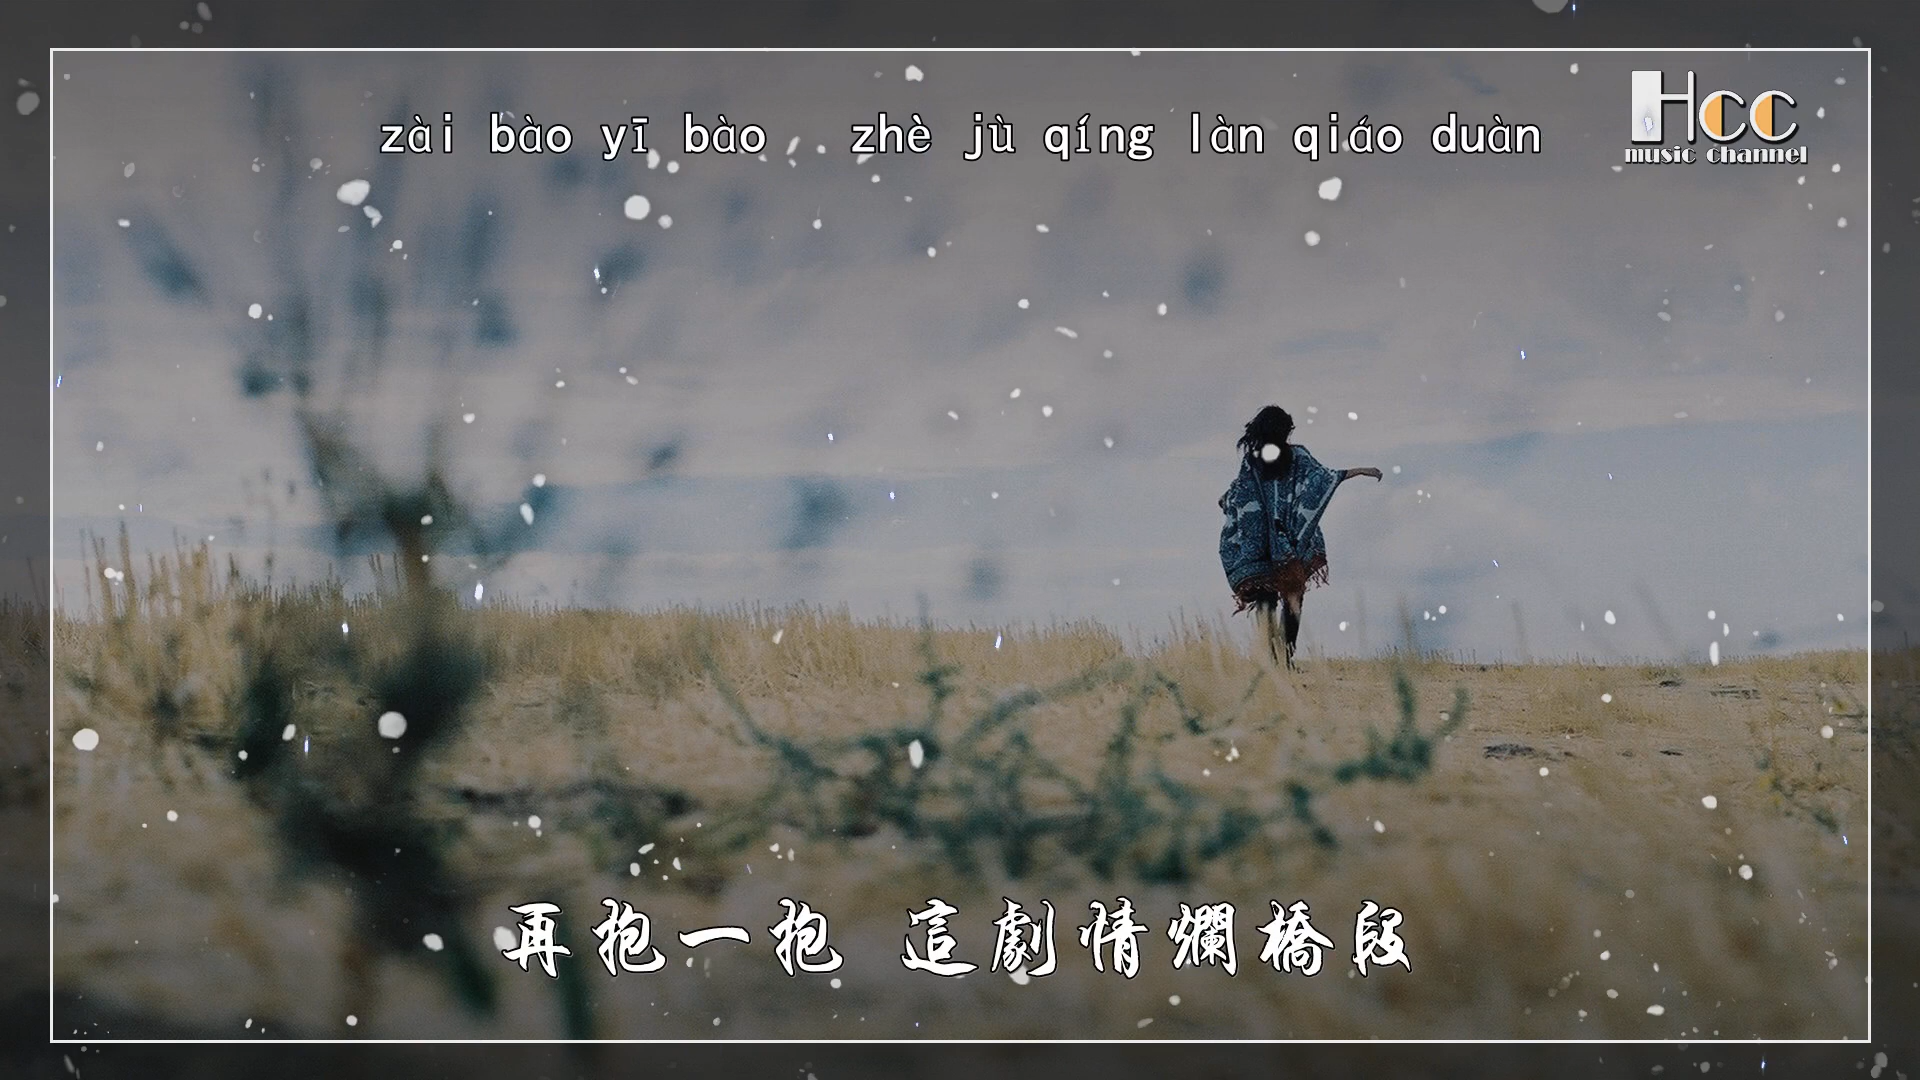 Hcc
music channel
zài bào yī bào  zhè jù qíng làn qiáo duàn
再抱一抱 這劇情爛橋段